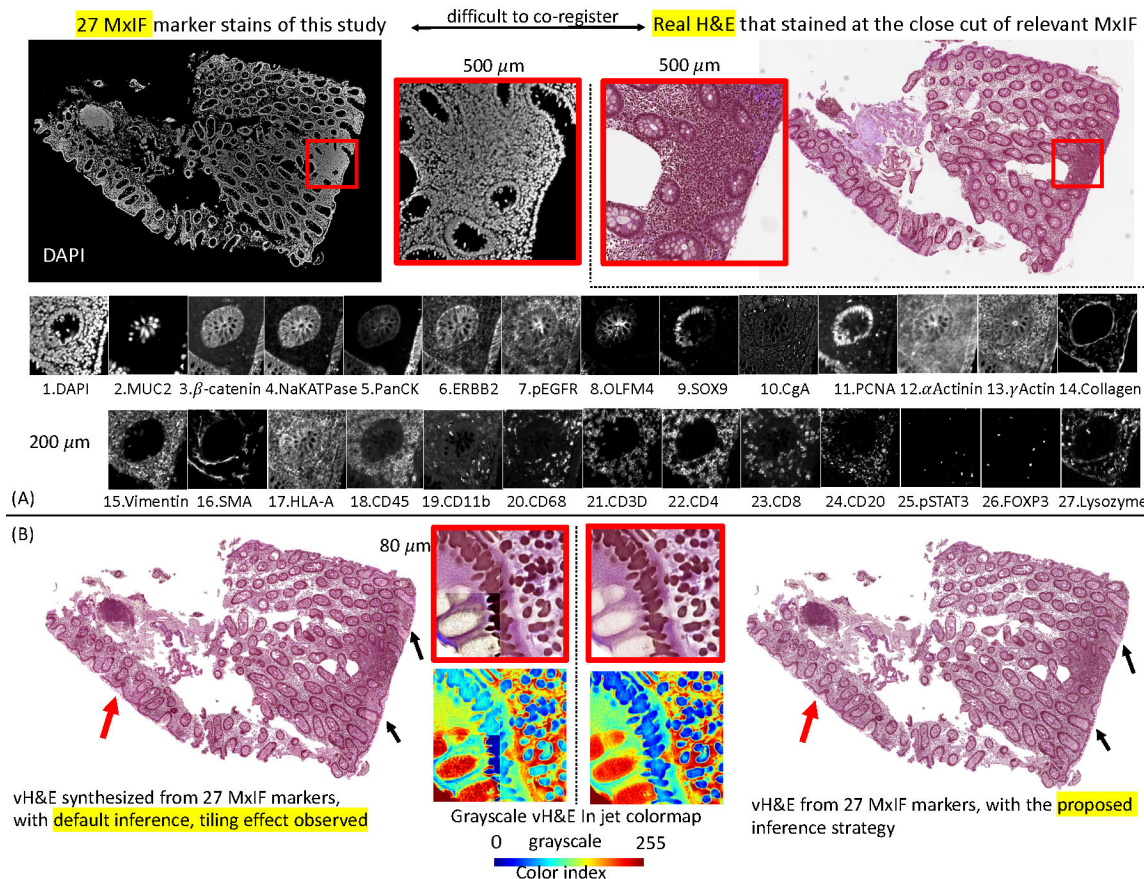 27 MxIF marker stains of this study
difficult to co-register
Real H&E that stained at the close cut of relevant MxIF
500 μm
500 μm
DAPI
1.DAPI 2.MUC2 3.β-catenin 4.NaKATPase 5.PanCK 6.ERBB2 7.pEGFR 8.OLFM4 9.SOX9 10.CgA 11.PCNA 12.αActinin 13.γActin 14.Collagen
200 μm
15.Vimentin 16.SMA 17.HLA-A 18.CD45 19.CD11b 20.CD68 21.CD3D 22.CD4 23.CD8 24.CD20 25.pSTAT3 26.FOXP3 27.Lysozyme
(A)
(B)
80 μm
vH&E synthesized from 27 MxIF markers,
with default inference, tiling effect observed
Grayscale vH&E In jet colormap
0 grayscale 255
Color index
vH&E from 27 MxIF markers, with the proposed
inference strategy